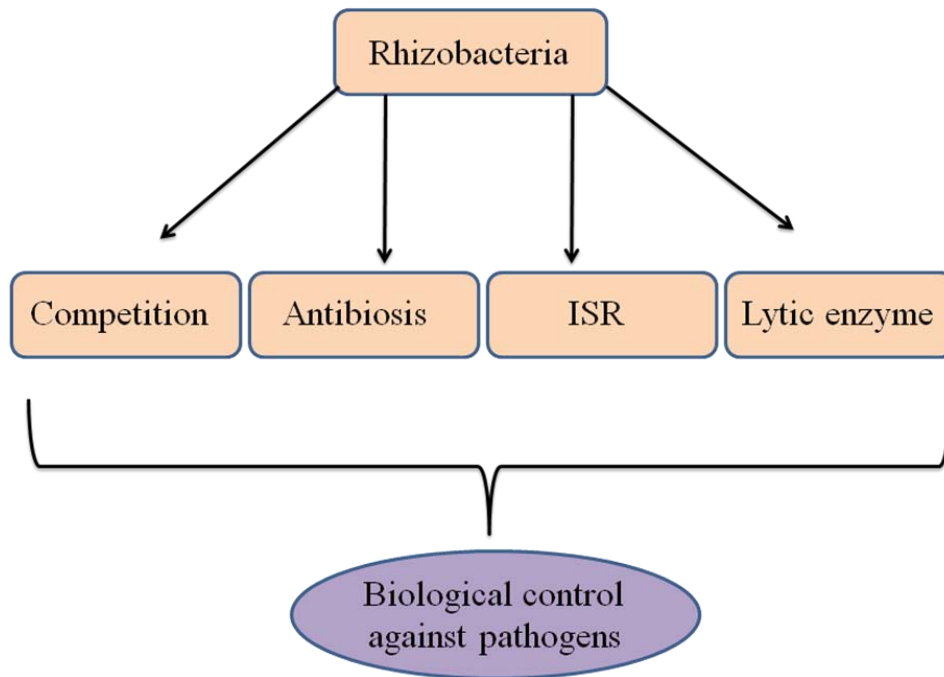 Rhizobacteria
Competition
Antibiosis
ISR
Lytic enzyme
Biological control
against pathogens